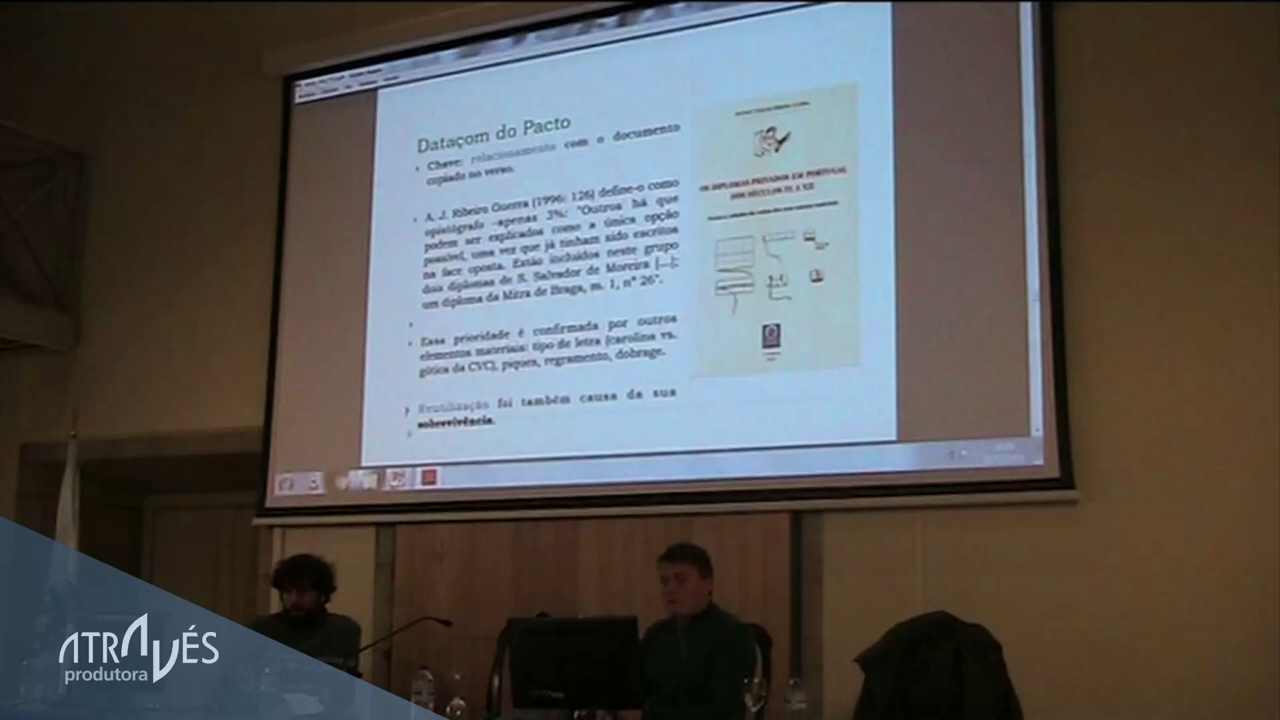 Dataçom do Pacto
Chave: relacionamento com o documento
copiado no verso.
A. J. Ribeiro Guerra (1996: 126) define-o como
opistógrafo –apenas 3%: "Outros há que
podem ser explicados como a única opção
possível, uma vez que já tinham sido escritos
na face oposta. Estão incluídos neste grupo
dois diplomas de S. Salvador de Moreira [...];
um diploma da Mitra de Braga, m. 1, nº 26".
Essa prioridade é confirmada por outros
elementos materiais: tipo de letra (carolina vs.
gótica da CVC), piques, regramento, dobrage.
Reutilização foi também causa da sua
sobrevivência.
OS DIPLOMAS PRIVADOS EM PORTUGAL
DOS SÉCULOS IX A XII
ATRAVÉS
produtora